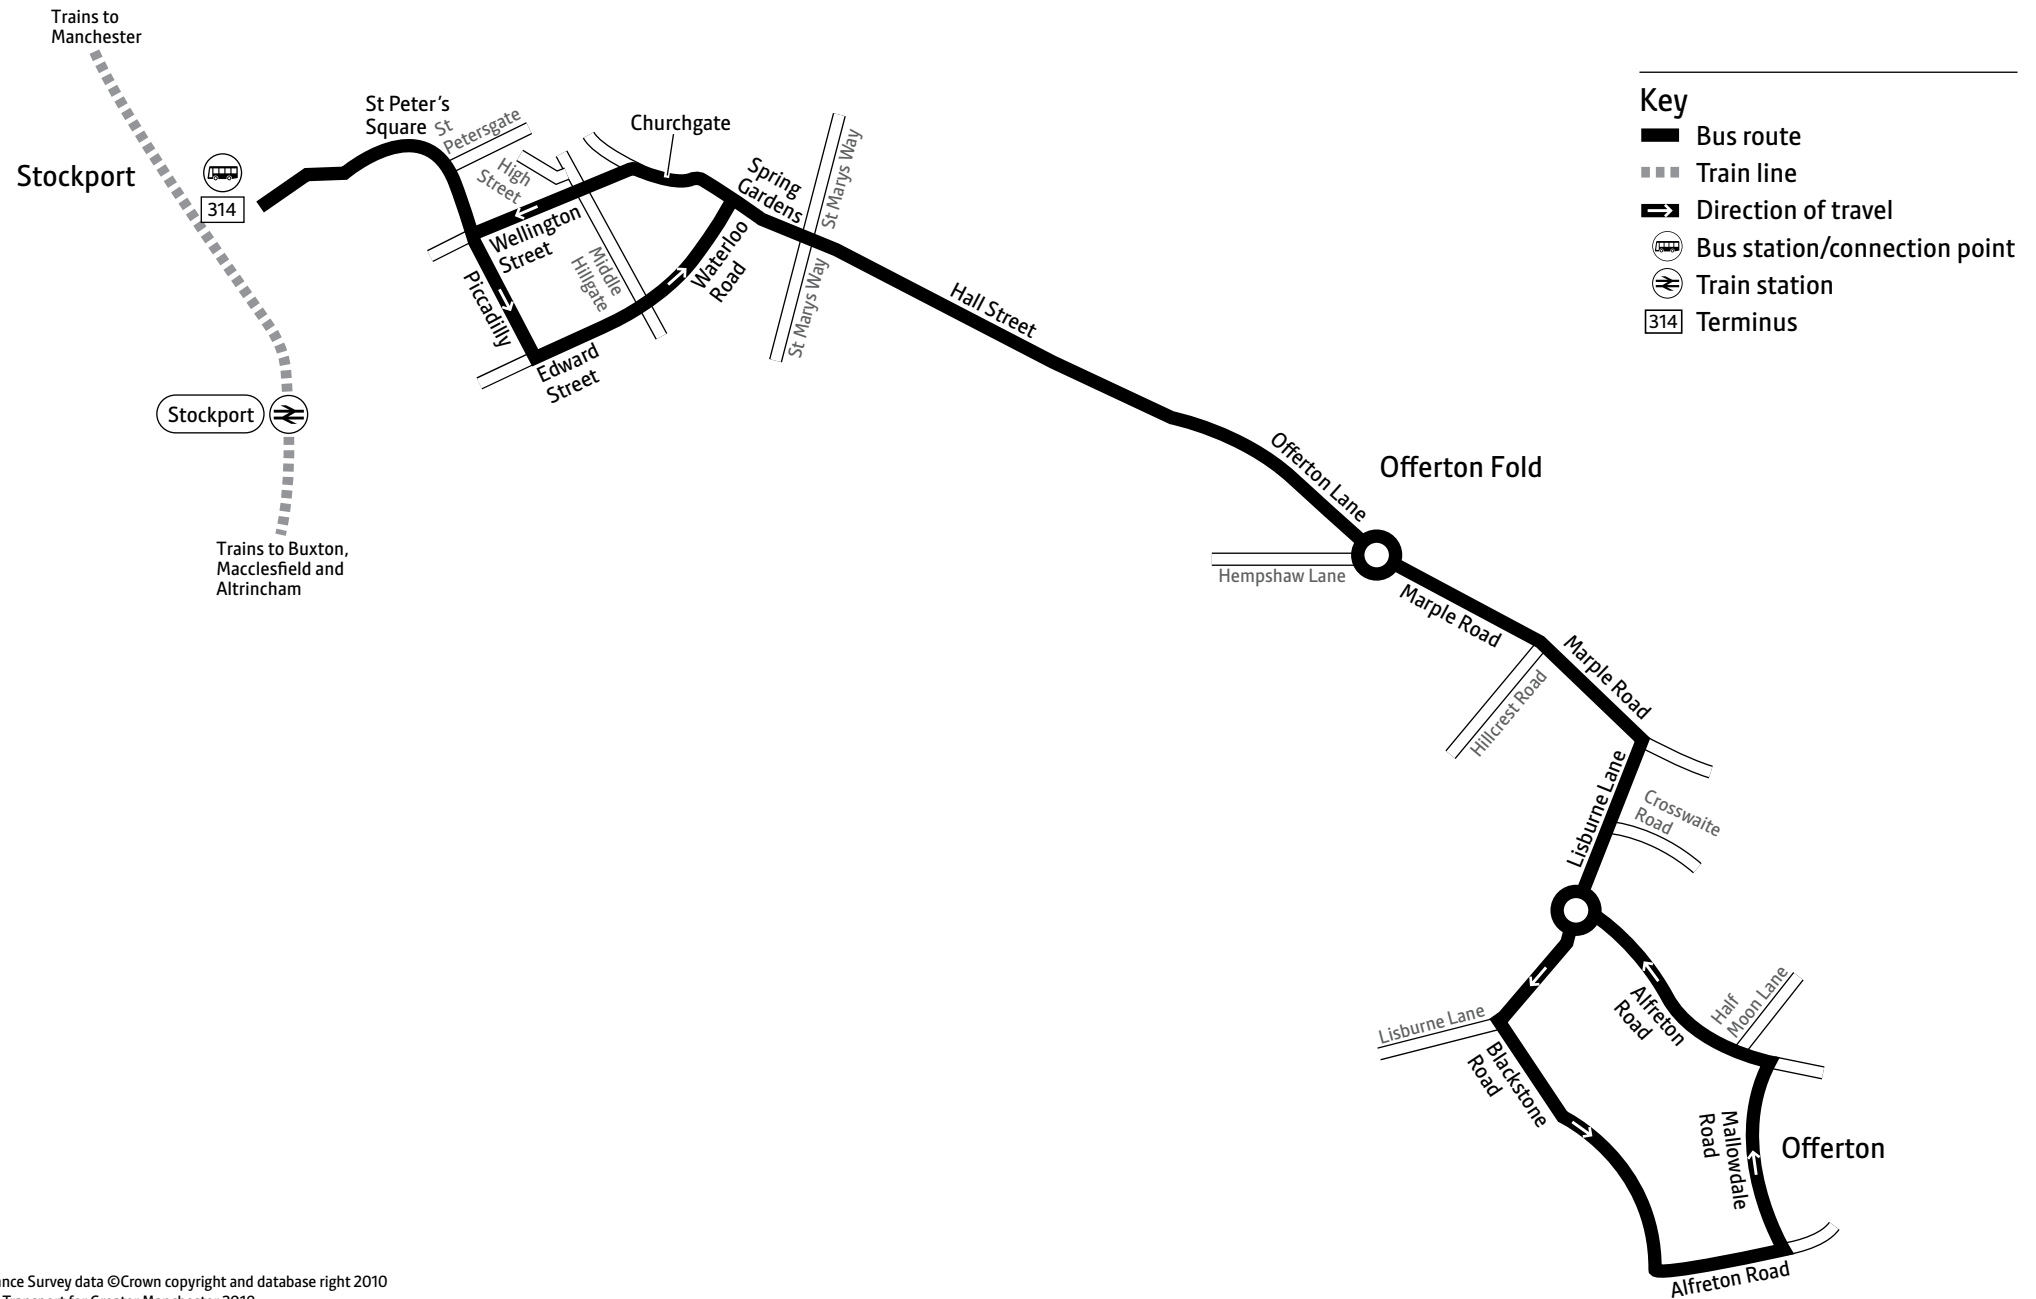 Trains to
Manchester
Stockport
314
St Peter's
Square
St
Petersgate
High
Street
Churchgate
Spring
Gardens
St Marys Way
St Marys Way
Wellington
Street
Middle
Hillgate
Waterloo
Road
Piccadilly
Edward
Street
Hall Street
Stockport
Trains to Buxton,
Macclesfield and
Altrincham
Key
Bus route
Train line
Direction of travel
Bus station/connection point
Train station
314 Terminus
Offerton Lane
Offerton Fold
Hempshaw Lane
Marple Road
Marple Road
Hillcrest Road
Lisburne Lane
Crosswaite
Road
Lisburne Lane
Blackstone
Road
Alfreton
Road
Half
Moon Lane
Mallowdale
Road
Offerton
Alfreton Road
nce Survey data ©Crown copyright and database right 2010